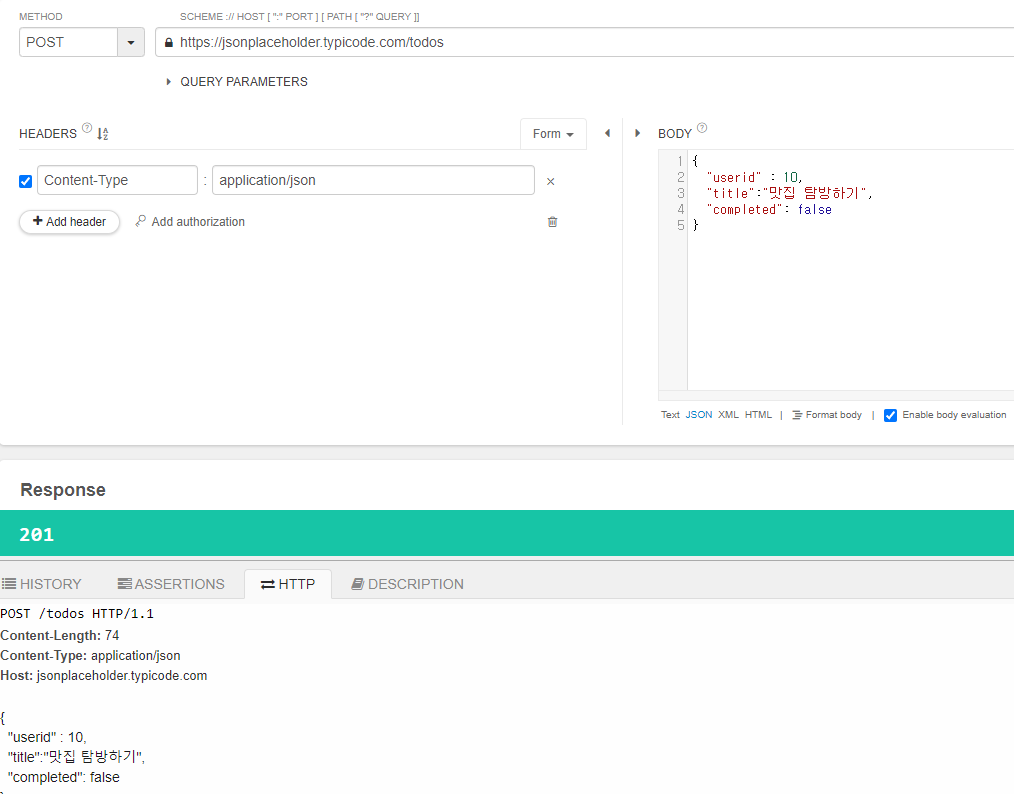 METHOD
SCHEME :// HOST [ ":" PORT ] [ PATH [ "?" QUERY ]]
POST
https://jsonplaceholder.typicode.com/todos
QUERY PARAMETERS
HEADERS
Form
BODY
Content-Type : application/json
Add header
Add authorization
1 {
2 "userid" : 10,
3 "title":"맛집 탐방하기",
4 "completed": false
5 }
Text JSON XML HTML | Format body | Enable body evaluation
Response
201
HISTORY ASSERTIONS HTTP DESCRIPTION
POST /todos HTTP/1.1
Content-Length: 74
Content-Type: application/json
Host: jsonplaceholder.typicode.com
{
"userid" : 10,
"title":"맛집 탐방하기",
"completed": false